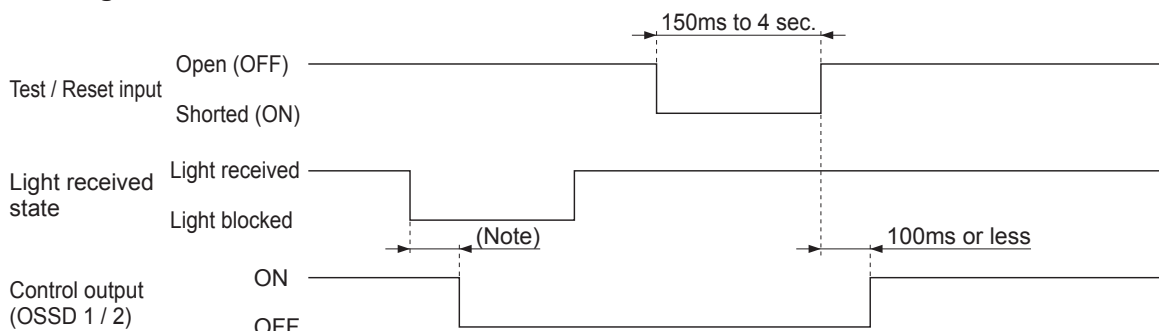 150ms to 4 sec.
Open (OFF)
Test / Reset input
Shorted (ON)
Light received
Light received
state
Light blocked
(Note)
100ms or less
ON
Control output
(OSSD 1 / 2)
OFF